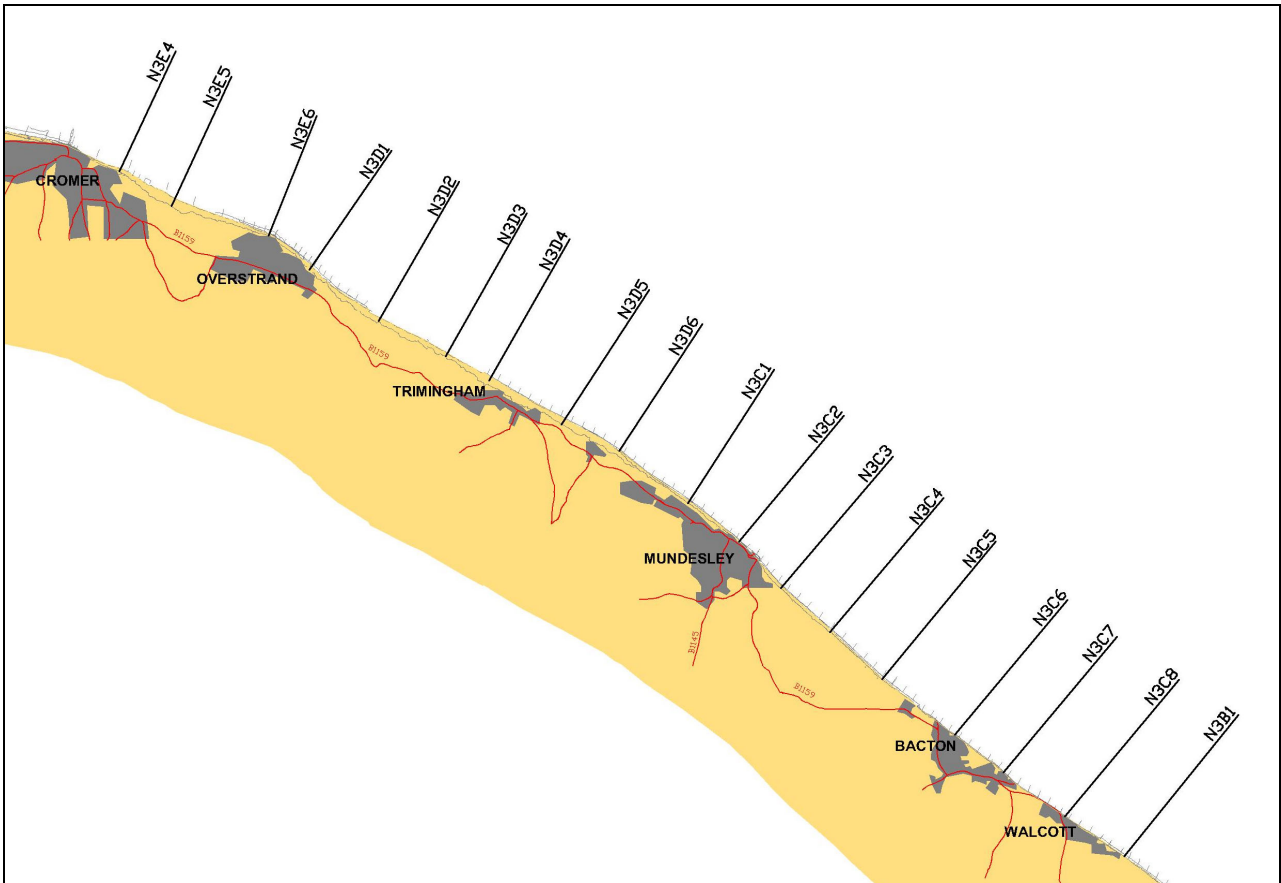 N3E4
N3E5
N3E6
N3D1
N3D2
N3D3
N3D4
N3D5
N3D6
N3C1
N3C2
N3C3
N3C4
N3C5
N3C6
N3C7
N3C8
N3B1
CROMER
B1159
OVERSTRAND
B1159
TRIMINGHAM
MUNDESLEY
B1145
B1159
BACTON
WALCOTT